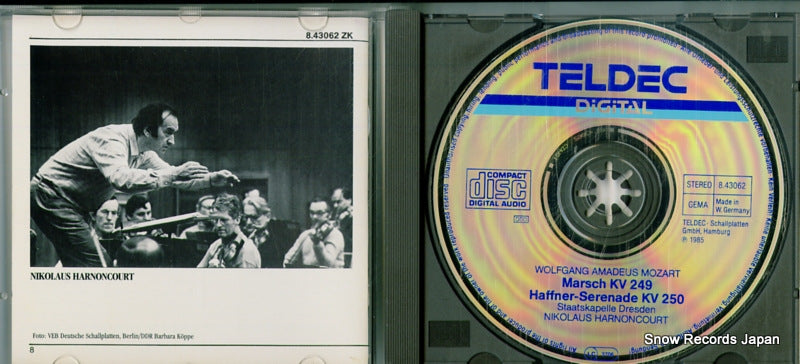 8.43062 ZK
NIKOLAUS HARNONCOURT
Foto: VEB Deutsche Schallplatten, Berlin/DDR Barbara Köppe
8
TELDEC
DIGITAL
COMPACT
disc
DIGITAL AUDIO
STEREO 8.43062
GEMA Made in
W. Germany
TELDEC-Schallplatten
GmbH, Hamburg
℗ 1985
WOLFGANG AMADEUS MOZART
Marsch KV 249
Haffner-Serenade KV 250
Staatskapelle Dresden
NIKOLAUS HARNONCOURT
Snow Records Japan